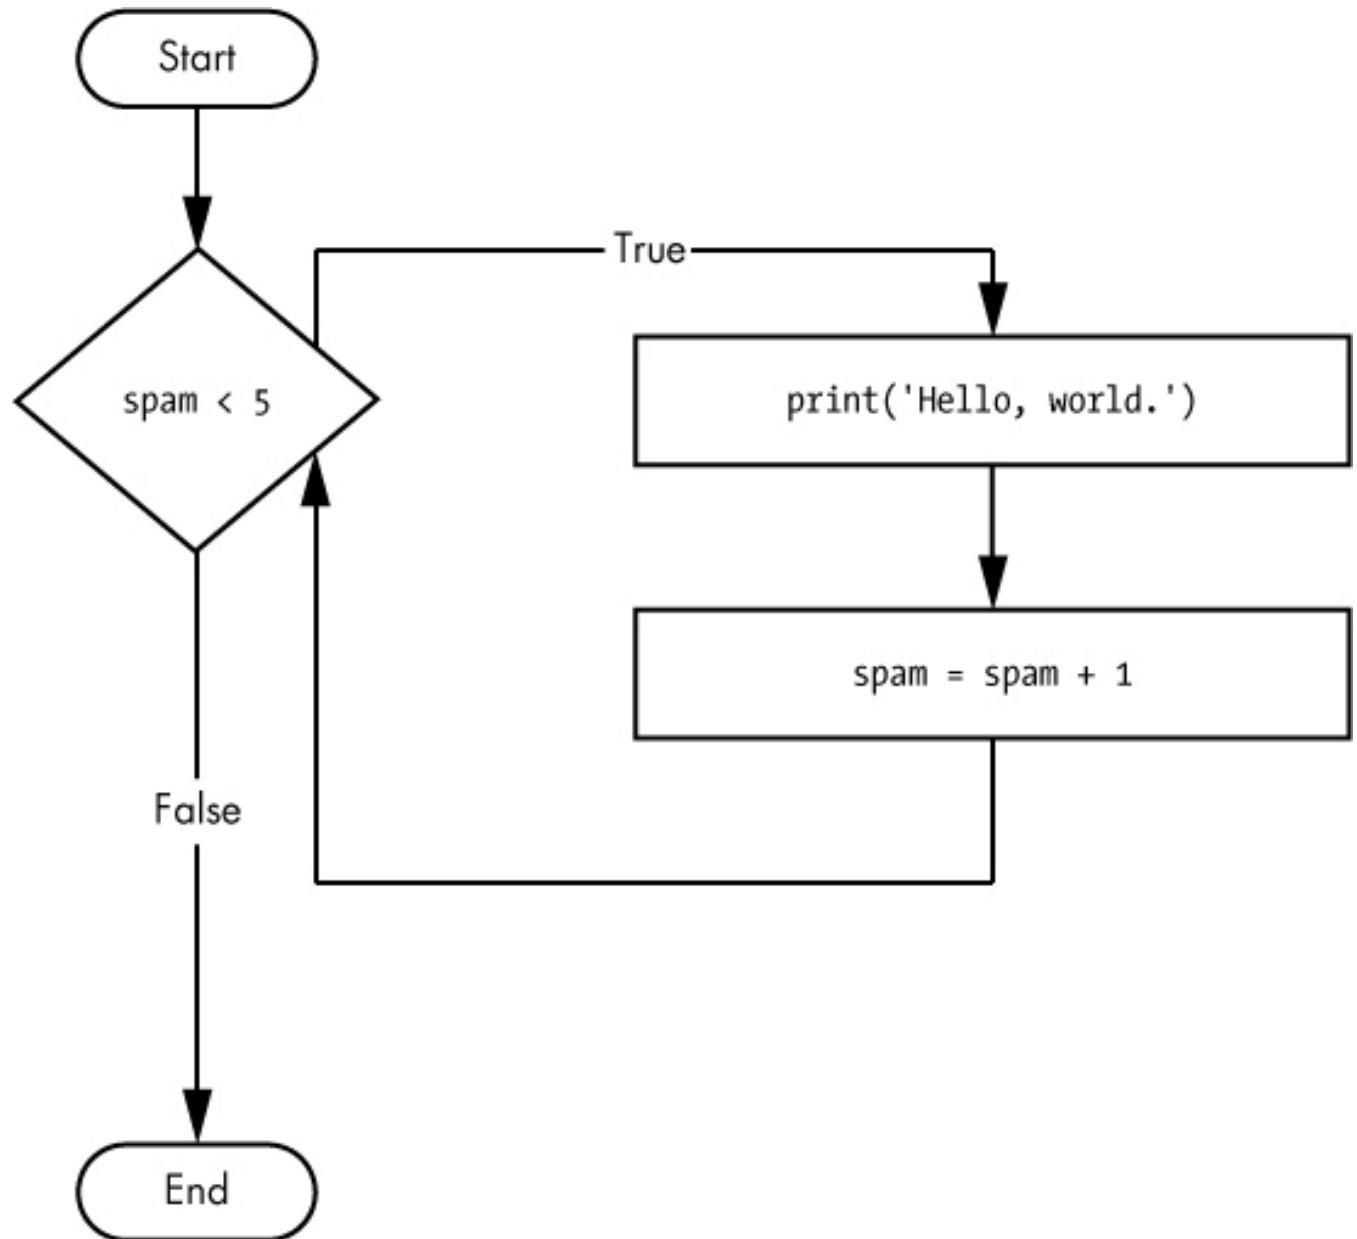 Start
True
spam < 5
print('Hello, world.')
spam = spam + 1
False
End